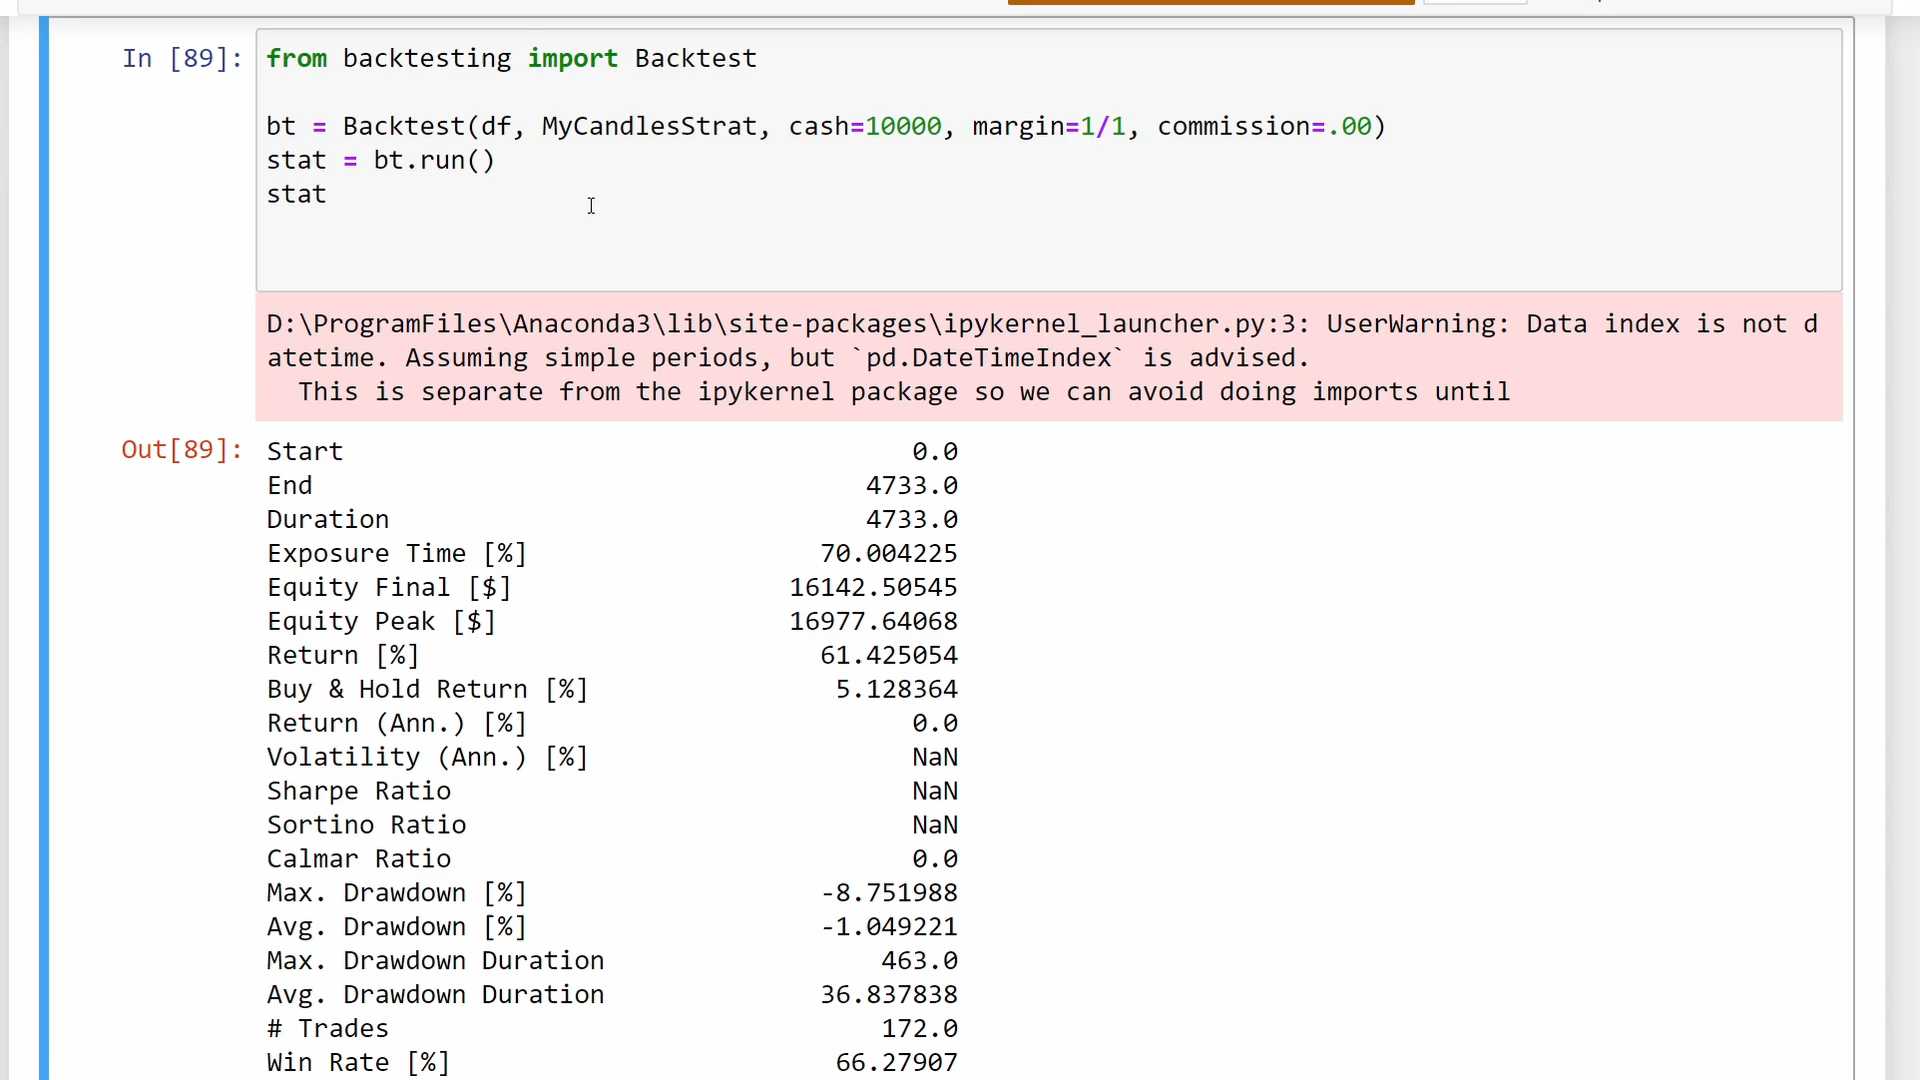 In [89]: from backtesting import Backtest
bt = Backtest(df, MyCandlesStrat, cash=10000, margin=1/1, commission=.00)
stat = bt.run()
stat
D:\ProgramFiles\Anaconda3\lib\site-packages\ipykernel_launcher.py:3: UserWarning: Data index is not d
atetime. Assuming simple periods, but `pd.DateTimeIndex` is advised.
  This is separate from the ipykernel package so we can avoid doing imports until
Out[89]: Start 0.0
End 4733.0
Duration 4733.0
Exposure Time [%] 70.004225
Equity Final [$] 16142.50545
Equity Peak [$] 16977.64068
Return [%] 61.425054
Buy & Hold Return [%] 5.128364
Return (Ann.) [%] 0.0
Volatility (Ann.) [%] NaN
Sharpe Ratio NaN
Sortino Ratio NaN
Calmar Ratio 0.0
Max. Drawdown [%] -8.751988
Avg. Drawdown [%] -1.049221
Max. Drawdown Duration 463.0
Avg. Drawdown Duration 36.837838
# Trades 172.0
Win Rate [%] 66.27907